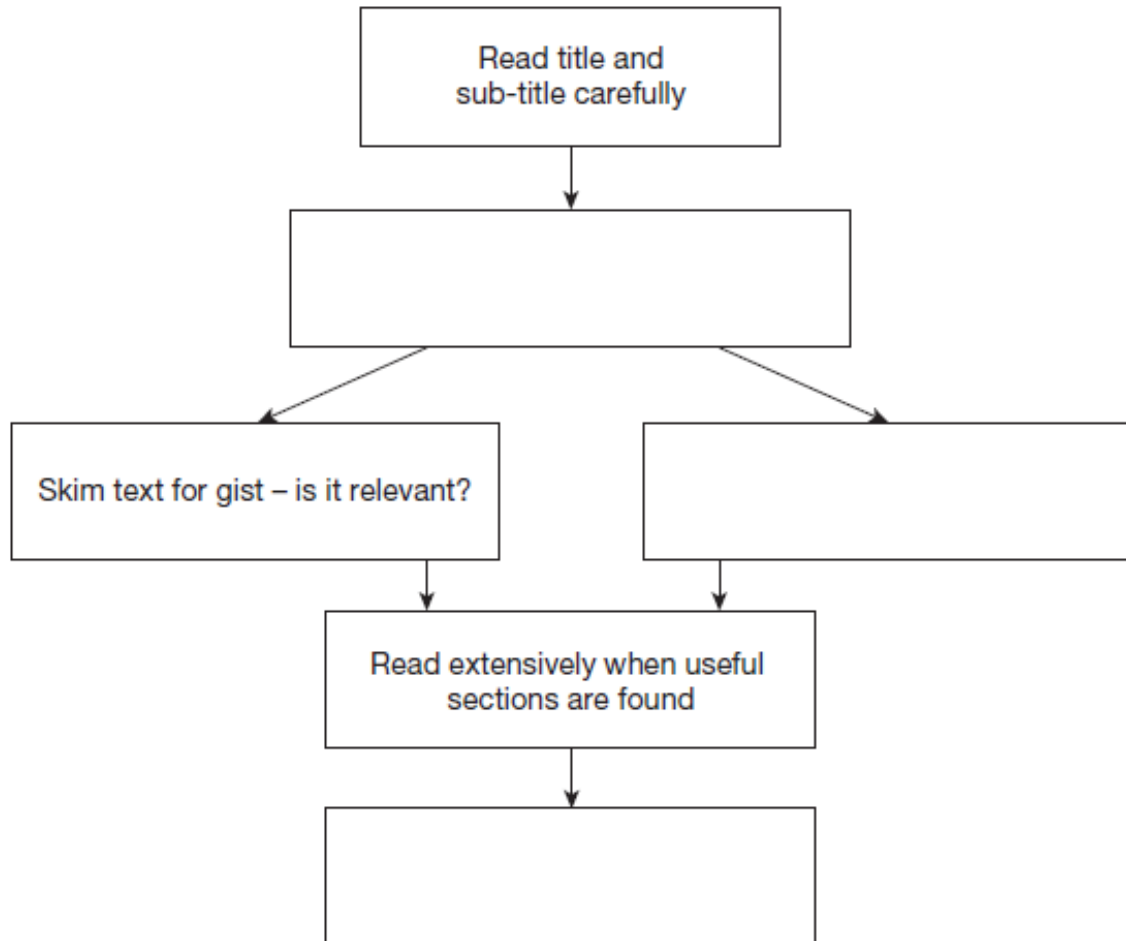 Read title and
sub-title carefully
Skim text for gist – is it relevant?
Read extensively when useful
sections are found